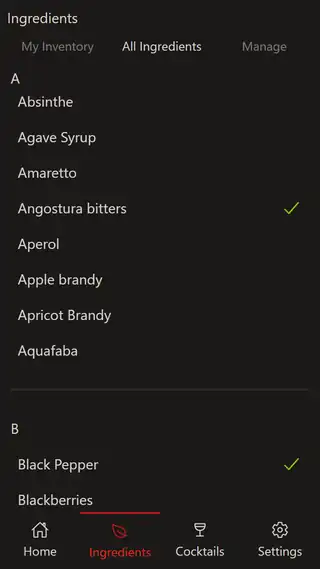 Ingredients
My Inventory All Ingredients Manage
A
Absinthe
Agave Syrup
Amaretto
Angostura bitters
Aperol
Apple brandy
Apricot Brandy
Aquafaba
B
Black Pepper
Blackberries
Home Ingredients Cocktails Settings